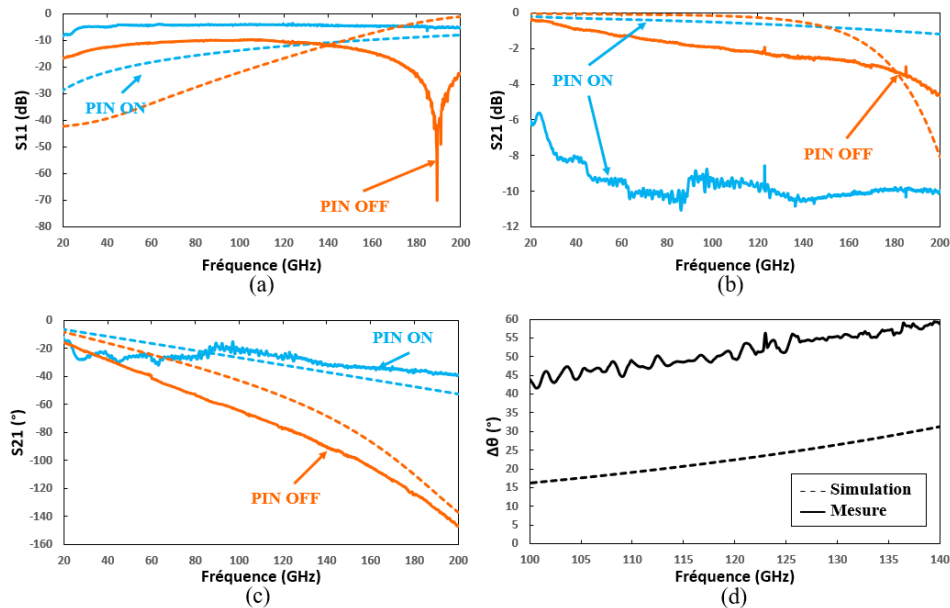 0
-10
-20
-30
-40
-50
-60
-70
-80
S11 (dB)
PIN ON
PIN OFF
20 40 60 80 100 120 140 160 180 200
Fréquence (GHz)
(a)
0
-2
-4
-6
-8
-10
-12
S21 (dB)
PIN ON
PIN OFF
20 40 60 80 100 120 140 160 180 200
Fréquence (GHz)
(b)
0
-20
-40
-60
-80
-100
-120
-140
-160
S21 (°)
PIN ON
PIN OFF
20 40 60 80 100 120 140 160 180 200
Fréquence (GHz)
(c)
60
55
50
45
40
35
30
25
20
15
10
5
0
Δθ (°)
Simulation
Mesure
100 105 110 115 120 125 130 135 140
Fréquence (GHz)
(d)